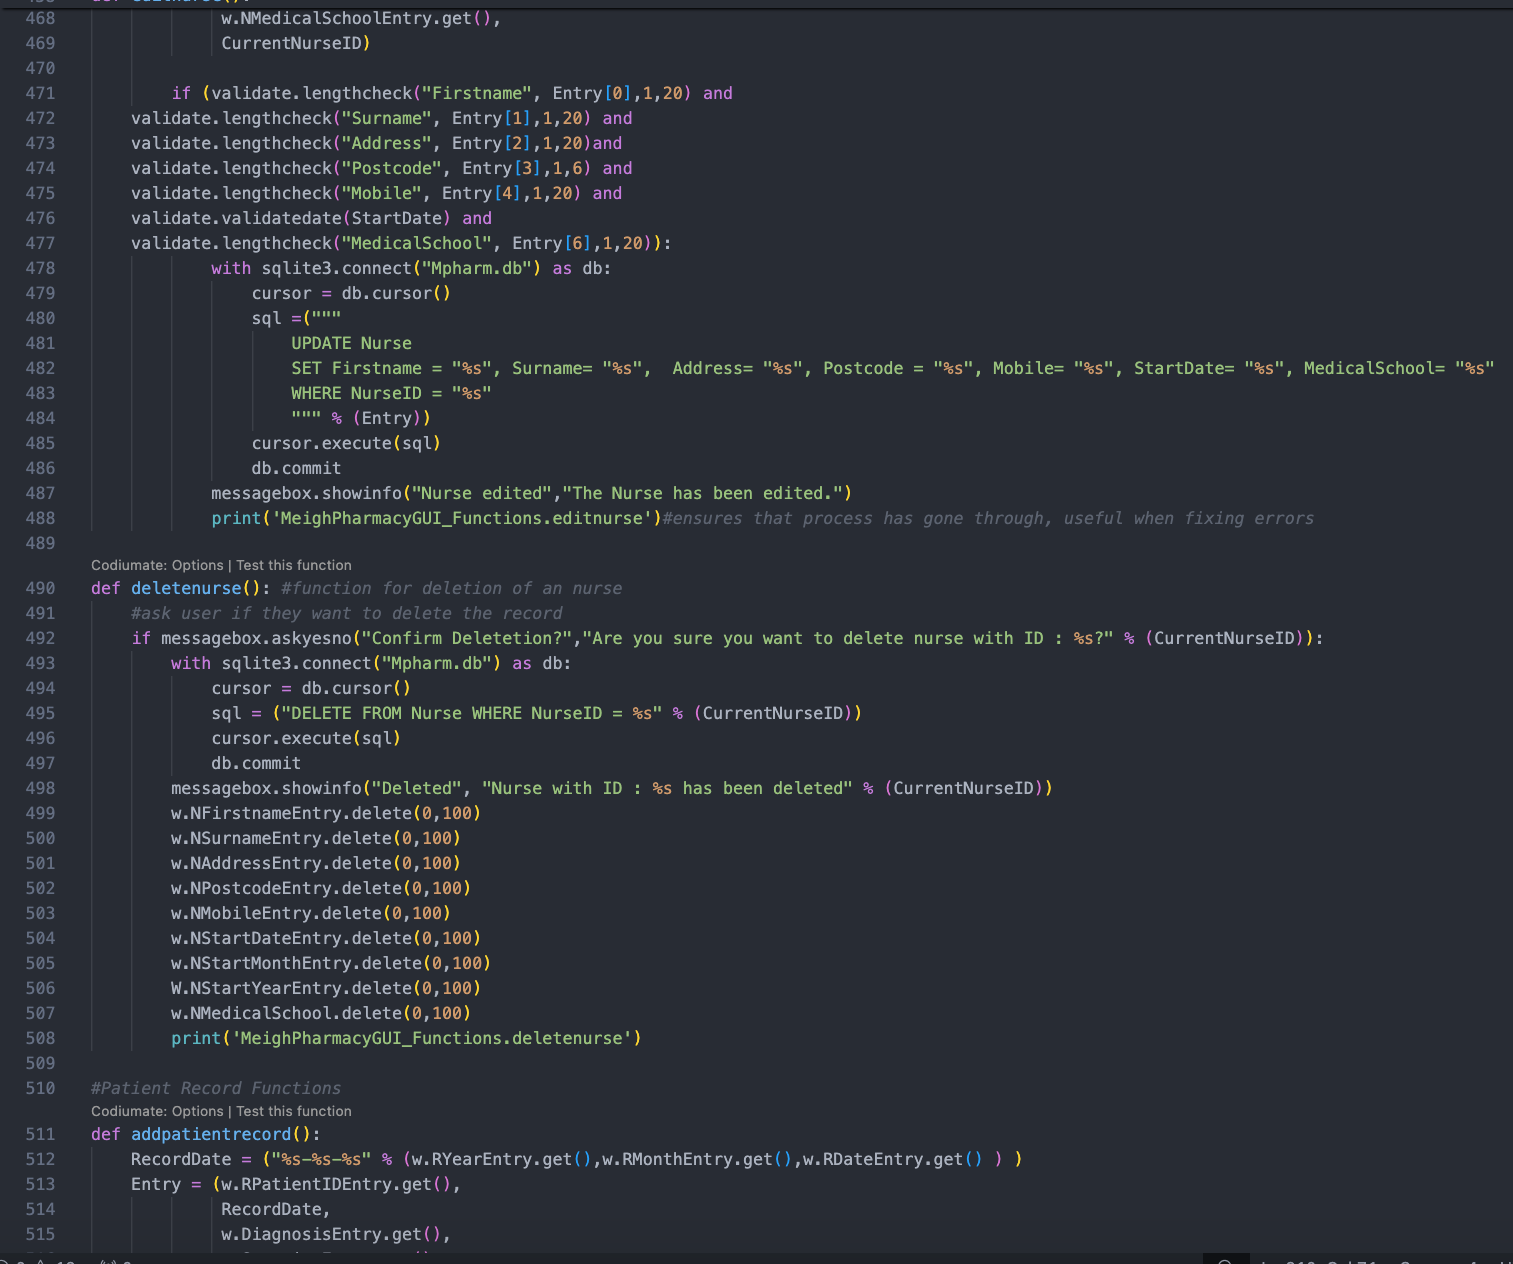 468 w.NMedicalSchoolEntry.get(),
469 CurrentNurseID)
470
471 if (validate.lengthcheck("Firstname", Entry[0],1,20) and
472 validate.lengthcheck("Surname", Entry[1],1,20) and
473 validate.lengthcheck("Address", Entry[2],1,20)and
474 validate.lengthcheck("Postcode", Entry[3],1,6) and
475 validate.lengthcheck("Mobile", Entry[4],1,20) and
476 validate.validatedate(StartDate) and
477 validate.lengthcheck("MedicalSchool", Entry[6],1,20)):
478 with sqlite3.connect("Mpharm.db") as db:
479 cursor = db.cursor()
480 sql =("""
481 UPDATE Nurse
482 SET Firstname = "%s", Surname= "%s",  Address= "%s", Postcode = "%s", Mobile= "%s", StartDate= "%s", MedicalSchool= "%s"
483 WHERE NurseID = "%s"
484 """ % (Entry))
485 cursor.execute(sql)
486 db.commit
487 messagebox.showinfo("Nurse edited","The Nurse has been edited.")
488 print('MeighPharmacyGUI_Functions.editnurse')#ensures that process has gone through, useful when fixing errors
489
Codiumate: Options | Test this function
490 def deletenurse(): #function for deletion of an nurse
491 #ask user if they want to delete the record
492 if messagebox.askyesno("Confirm Deletetion?","Are you sure you want to delete nurse with ID : %s?" % (CurrentNurseID)):
493 with sqlite3.connect("Mpharm.db") as db:
494 cursor = db.cursor()
495 sql = ("DELETE FROM Nurse WHERE NurseID = %s" % (CurrentNurseID))
496 cursor.execute(sql)
497 db.commit
498 messagebox.showinfo("Deleted", "Nurse with ID : %s has been deleted" % (CurrentNurseID))
499 w.NFirstnameEntry.delete(0,100)
500 w.NSurnameEntry.delete(0,100)
501 w.NAddressEntry.delete(0,100)
502 w.NPostcodeEntry.delete(0,100)
503 w.NMobileEntry.delete(0,100)
504 w.NStartDateEntry.delete(0,100)
505 w.NStartMonthEntry.delete(0,100)
506 W.NStartYearEntry.delete(0,100)
507 w.NMedicalSchool.delete(0,100)
508 print('MeighPharmacyGUI_Functions.deletenurse')
509
510 #Patient Record Functions
Codiumate: Options | Test this function
511 def addpatientrecord():
512 RecordDate = ("%s-%s-%s" % (w.RYearEntry.get(),w.RMonthEntry.get(),w.RDateEntry.get() ) )
513 Entry = (w.RPatientIDEntry.get(),
514 RecordDate,
515 w.DiagnosisEntry.get(),